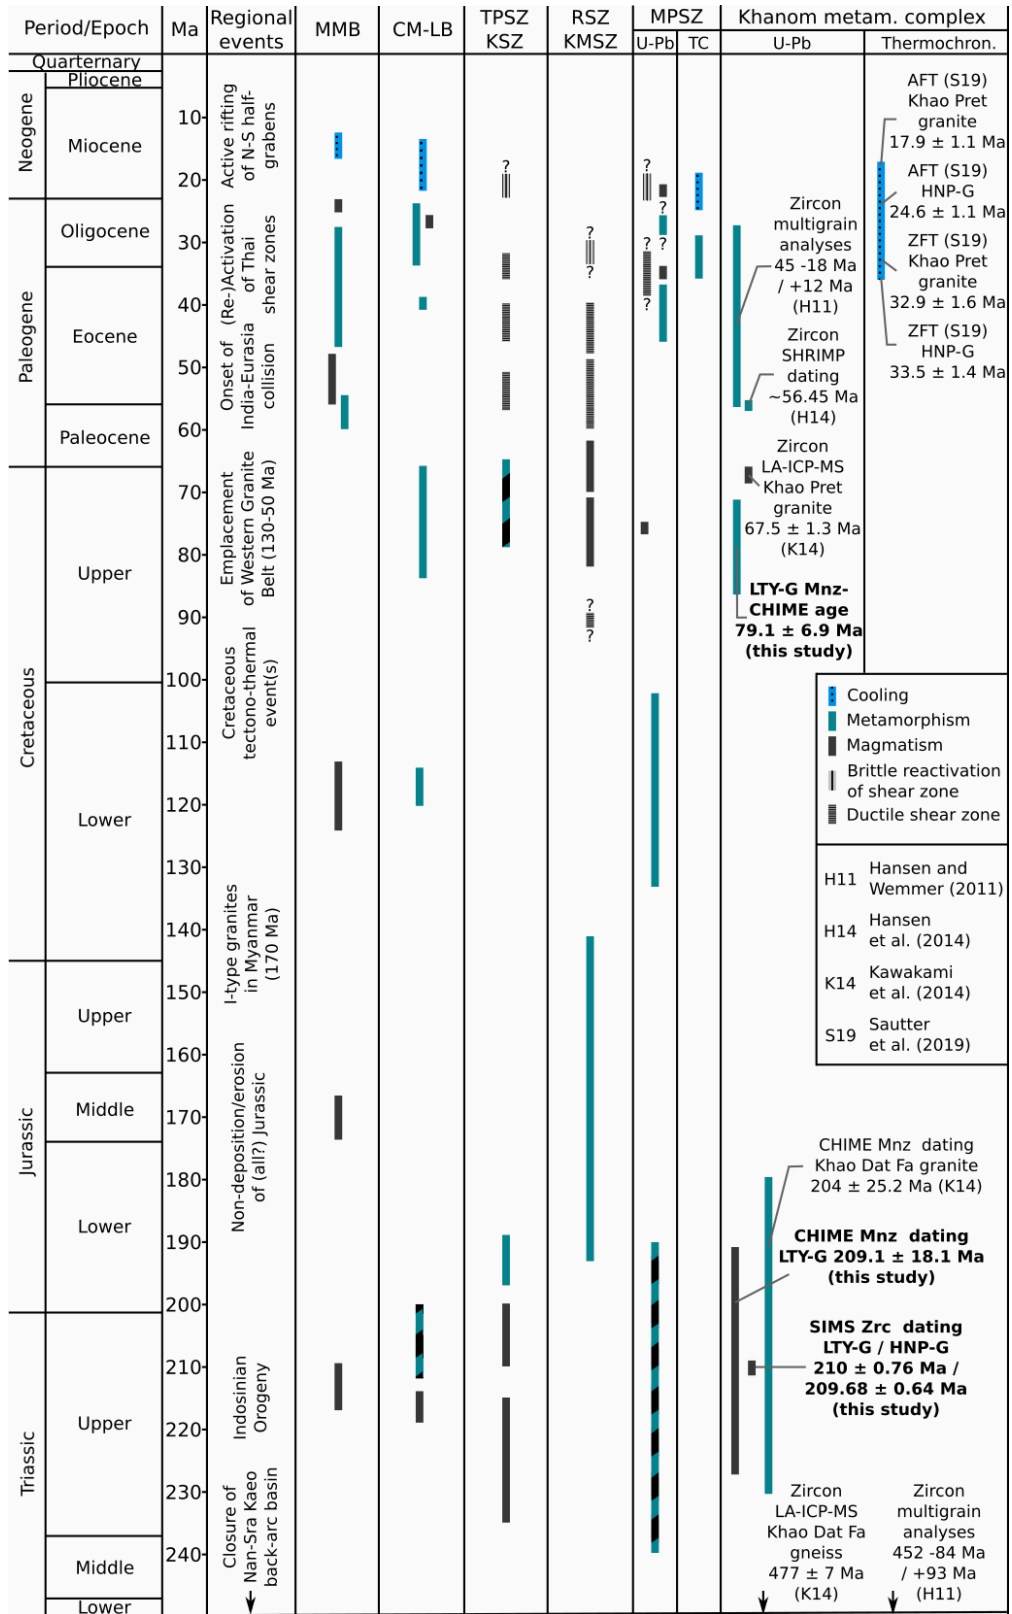 Period/Epoch
Ma
Regional
events
MMB
CM-LB
TPSZ
KSZ
RSZ
KMSZ
MPSZ
U-Pb
TC
Khanom metam. complex
U-Pb
Thermochron.
Quarternary
Neogene
Pliocene
Miocene
Paleogene
Oligocene
Eocene
Paleocene
Cretaceous
Upper
Lower
Jurassic
Upper
Middle
Lower
Triassic
Upper
Middle
Lower
10
20
30
40
50
60
70
80
90
100
110
120
130
140
150
160
170
180
190
200
210
220
230
240
Active rifting
of N-S half-
grabens
(Re-)Activation
of Thai
shear zones
Onset of
India-Eurasia
collision
Emplacement
of Western Granite
Belt (130-50 Ma)
Cretaceous
tectono-thermal
event(s)
I-type granites
in Myanmar
(170 Ma)
Non-deposition/erosion
of (all?) Jurassic
Indosinian
Orogeny
Closure of
Nan-Sra Kaeo
back-arc basin
?
?
?
?
?
?
?
?
?
?
?
Zircon
multigrain
analyses
45 -18 Ma
/ +12 Ma
(H11)
Zircon
SHRIMP
dating
~56.45 Ma
(H14)
Zircon
LA-ICP-MS
Khao Pret
granite
67.5 ± 1.3 Ma
(K14)
LTY-G Mnz-
CHIME age
79.1 ± 6.9 Ma
(this study)
AFT (S19)
Khao Pret
granite
17.9 ± 1.1 Ma
AFT (S19)
HNP-G
24.6 ± 1.1 Ma
ZFT (S19)
Khao Pret
granite
32.9 ± 1.6 Ma
ZFT (S19)
HNP-G
33.5 ± 1.4 Ma
Cooling
Metamorphism
Magmatism
Brittle reactivation
of shear zone
Ductile shear zone
H11 Hansen and
Wemmer (2011)
H14 Hansen
et al. (2014)
K14 Kawakami
et al. (2014)
S19 Sautter
et al. (2019)
CHIME Mnz dating
Khao Dat Fa granite
204 ± 25.2 Ma (K14)
CHIME Mnz dating
LTY-G 209.1 ± 18.1 Ma
(this study)
SIMS Zrc dating
LTY-G / HNP-G
210 ± 0.76 Ma /
209.68 ± 0.64 Ma
(this study)
Zircon
LA-ICP-MS
Khao Dat Fa
gneiss
477 ± 7 Ma
(K14)
Zircon
multigrain
analyses
452 -84 Ma
/ +93 Ma
(H11)